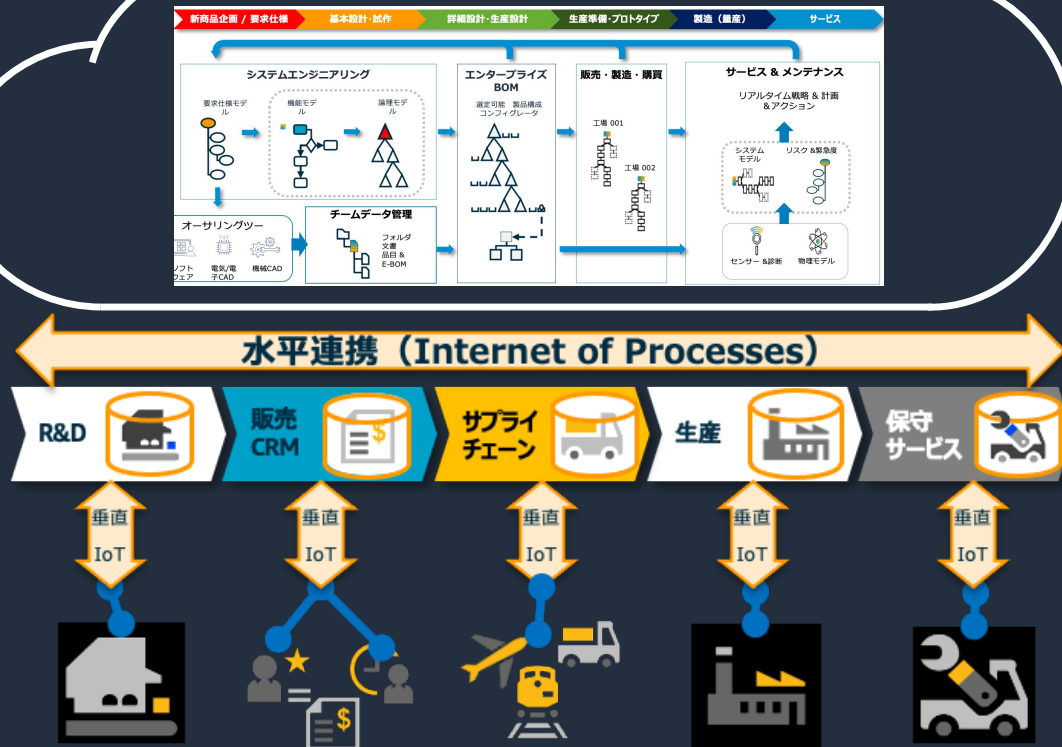 新商品企画 / 要求仕様
基本設計･試作
詳細設計･生産設計
生産準備･プロトタイプ
製造（量産）
サービス
システムエンジニアリング
要求仕様モデ
ル
機能モデ
ル
論理モデ
ル
オーサリングツー
ソフト
ウェア
電気/電
子CAD
機械CAD
チームデータ管理
フォルダ
文書
品目 &
E-BOM
エンタープライズ
BOM
選定可能 製品構成
コンフィグレータ
販売・製造・購買
工場 001
工場 002
サービス & メンテナンス
リアルタイム戦略 & 計画
&アクション
システム
モデル
リスク &緊急度
センサー &診断
物理モデル
水平連携（Internet of Processes）
R&D
販売
CRM
サプライ
チェーン
生産
保守
サービス
垂直
IoT
垂直
IoT
垂直
IoT
垂直
IoT
垂直
IoT